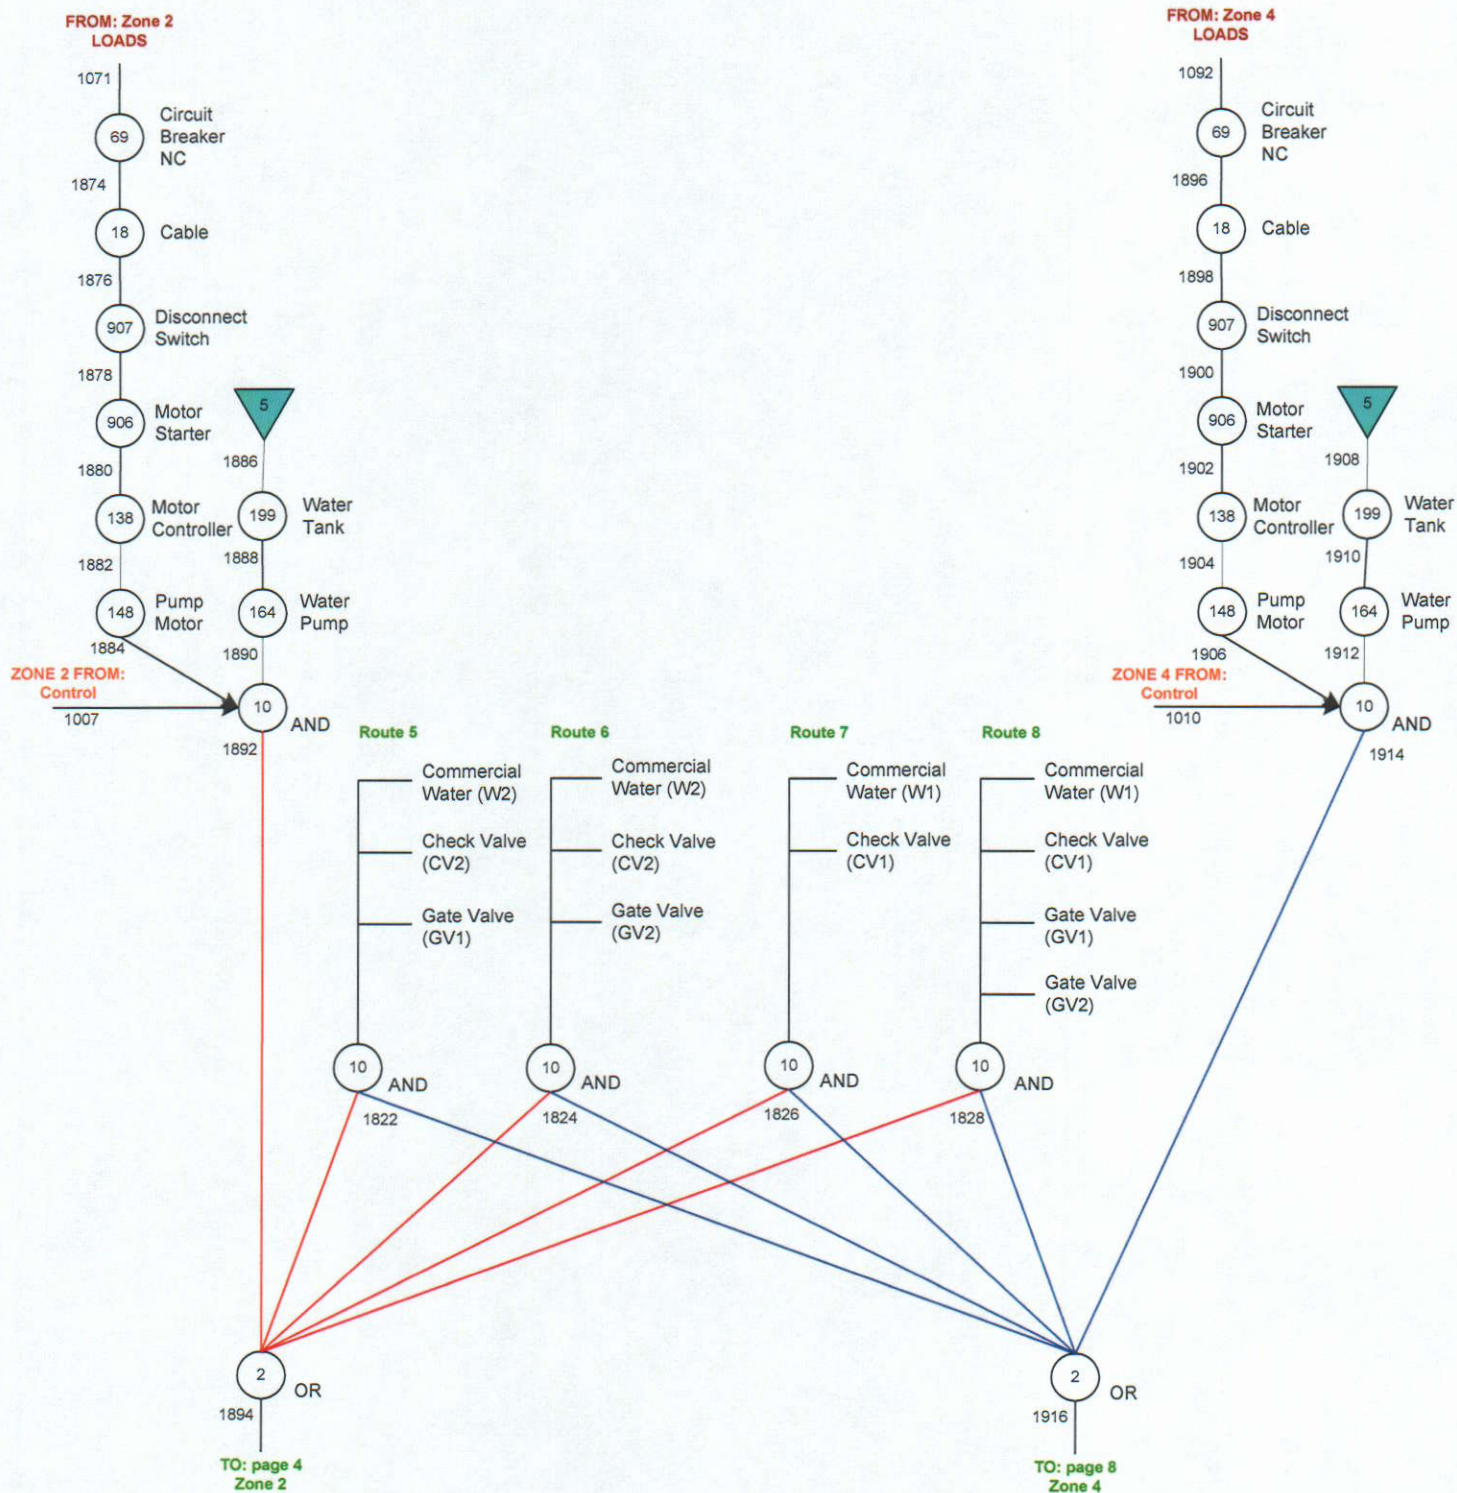 FROM: Zone 2
LOADS
1071
69
Circuit
Breaker
NC
1874
18
Cable
1876
907
Disconnect
Switch
1878
906
Motor
Starter
1880
138
Motor
Controller
1882
148
Pump
Motor
1884
5
1886
199
Water
Tank
1888
164
Water
Pump
1890
ZONE 2 FROM:
Control
1007
10
AND
1892
FROM: Zone 4
LOADS
1092
69
Circuit
Breaker
NC
1896
18
Cable
1898
907
Disconnect
Switch
1900
906
Motor
Starter
1902
138
Motor
Controller
1904
148
Pump
Motor
1906
5
1908
199
Water
Tank
1910
164
Water
Pump
1912
ZONE 4 FROM:
Control
1010
10
AND
1914
Route 5
Commercial
Water (W2)
Check Valve
(CV2)
Gate Valve
(GV1)
10
AND
1822
Route 6
Commercial
Water (W2)
Check Valve
(CV2)
Gate Valve
(GV2)
10
AND
1824
Route 7
Commercial
Water (W1)
Check Valve
(CV1)
10
AND
1826
Route 8
Commercial
Water (W1)
Check Valve
(CV1)
Gate Valve
(GV1)
Gate Valve
(GV2)
10
AND
1828
2
OR
1894
TO: page 4
Zone 2
2
OR
1916
TO: page 8
Zone 4